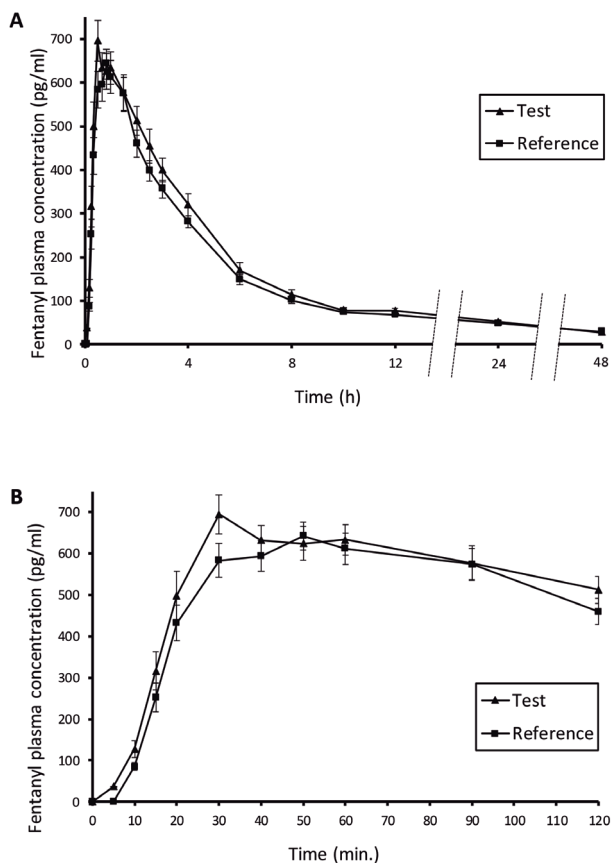 A
Fentanyl plasma concentration (pg/ml)
700
600
500
400
300
200
100
0
Test
Reference
0 4 8 12 24 48
Time (h)
B
Fentanyl plasma concentration (pg/ml)
700
600
500
400
300
200
100
0
Test
Reference
0 10 20 30 40 50 60 70 80 90 100 110 120
Time (min.)